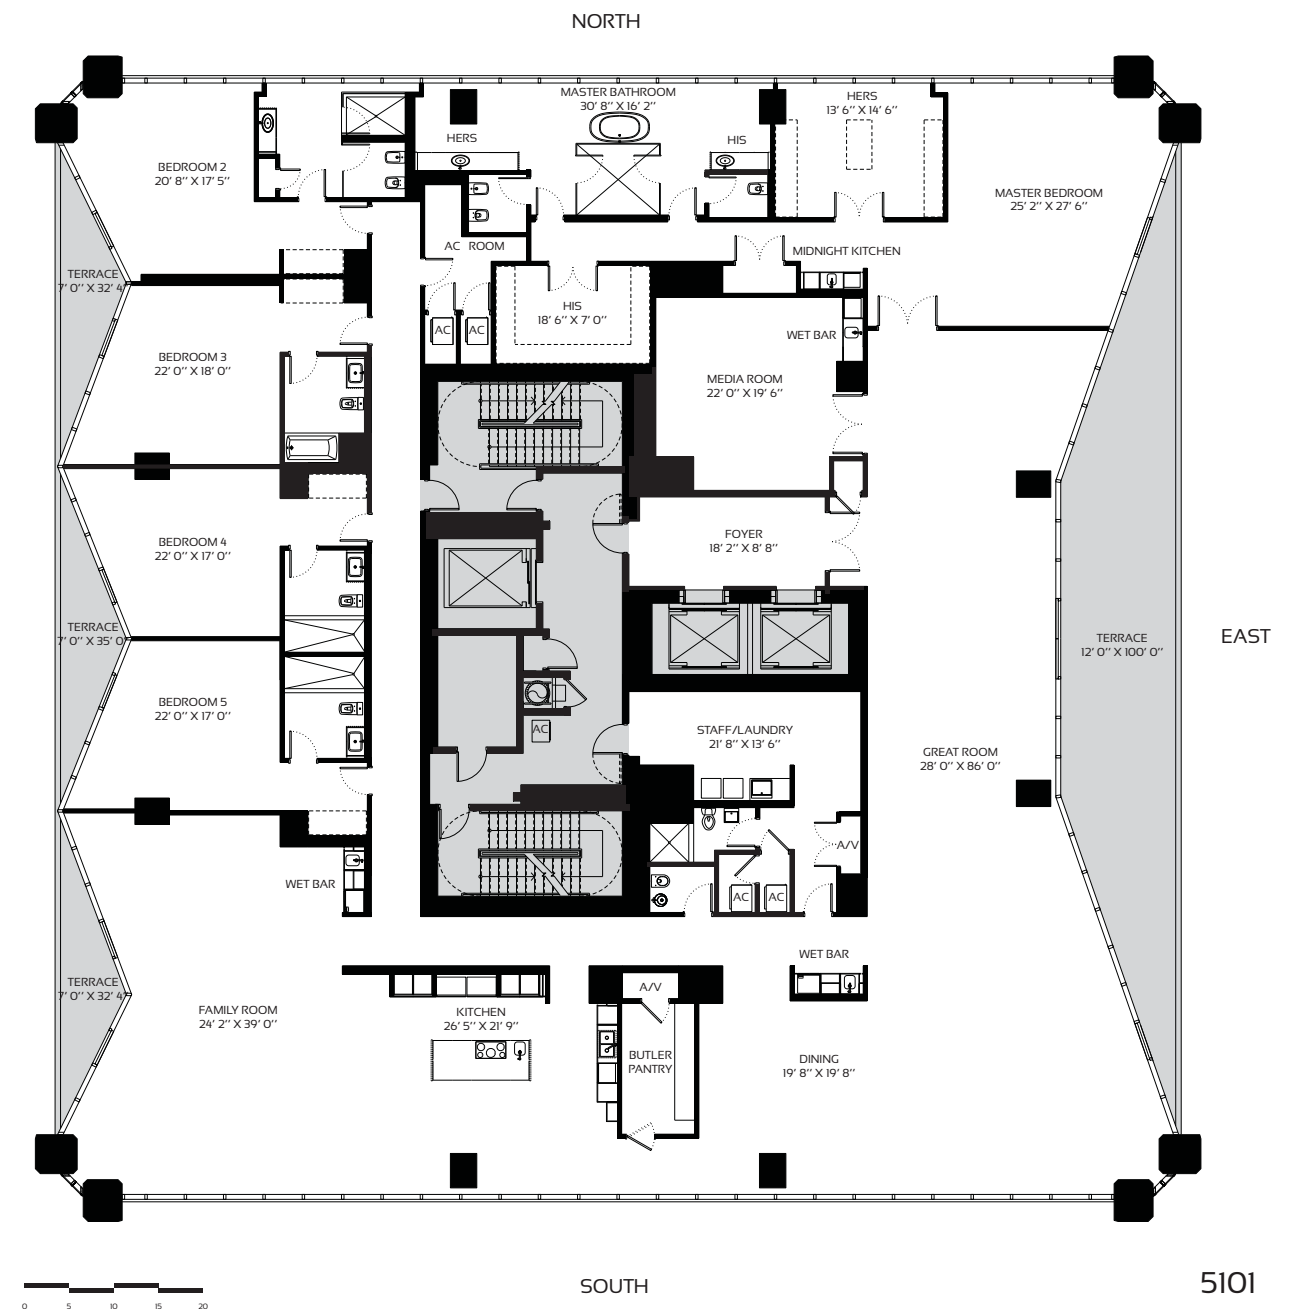 NORTH
MASTER BATHROOM
30' 8'' X 16' 2''
HERS
13' 6'' X 14' 6''
HERS
HIS
BEDROOM 2
20' 8'' X 17' 5''
MASTER BEDROOM
25' 2'' X 27' 6''
AC ROOM
MIDNIGHT KITCHEN
TERRACE
7' 0'' X 32' 4''
HIS
18' 6'' X 7' 0''
AC
AC
WET BAR
BEDROOM 3
22' 0'' X 18' 0''
MEDIA ROOM
22' 0'' X 19' 6''
BEDROOM 4
22' 0'' X 17' 0''
FOYER
18' 2'' X 8' 8''
TERRACE
7' 0'' X 35' 0''
TERRACE
12' 0'' X 100' 0''
EAST
BEDROOM 5
22' 0'' X 17' 0''
AC
STAFF/LAUNDRY
21' 8'' X 13' 6''
GREAT ROOM
28' 0'' X 86' 0''
A/V
WET BAR
AC
AC
WET BAR
TERRACE
7' 0'' X 32' 4''
A/V
FAMILY ROOM
24' 2'' X 39' 0''
KITCHEN
26' 5'' X 21' 9''
BUTLER
PANTRY
DINING
19' 8'' X 19' 8''
SOUTH
5101
0 5 10 15 20